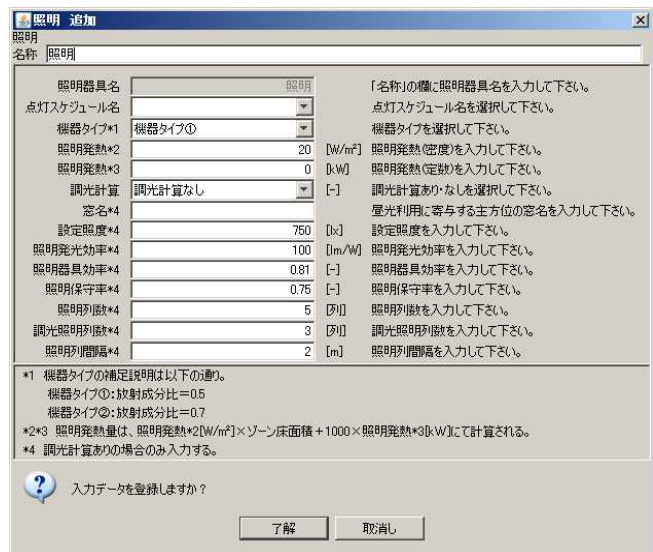 照明 追加
照明
名称 照明
照明器具名 照明 「名称」の欄に照明器具名を入力して下さい。
点灯スケジュール名 点灯スケジュール名を選択して下さい。
機器タイプ*1 機器タイプ① 機器タイプを選択して下さい。
照明発熱*2 20 [W/m²] 照明発熱(密度)を入力して下さい。
照明発熱*3 0 [kW] 照明発熱(定数)を入力して下さい。
調光計算 調光計算なし [-] 調光計算あり・なしを選択して下さい。
窓名*4 昼光利用に寄与する主方位の窓名を入力して下さい。
設定照度*4 750 [lx] 設定照度を入力して下さい。
照明発光効率*4 100 [lm/W] 照明発光効率を入力して下さい。
照明器具効率*4 0.81 [-] 照明器具効率を入力して下さい。
照明保守率*4 0.75 [-] 照明保守率を入力して下さい。
照明列数*4 5 [列] 照明列数を入力して下さい。
調光照明列数*4 3 [列] 調光照明列数を入力して下さい。
照明列間隔*4 2 [m] 照明列間隔を入力して下さい。
*1 機器タイプの補足説明は以下の通り。
機器タイプ①:放射成分比=0.5
機器タイプ②:放射成分比=0.7
*2*3 照明発熱量は、照明発熱*2[W/m²]×ゾーン床面積+1000×照明発熱*3[kW]にて計算される。
*4 調光計算ありの場合のみ入力する。
入力データを登録しますか?
了解 取消し